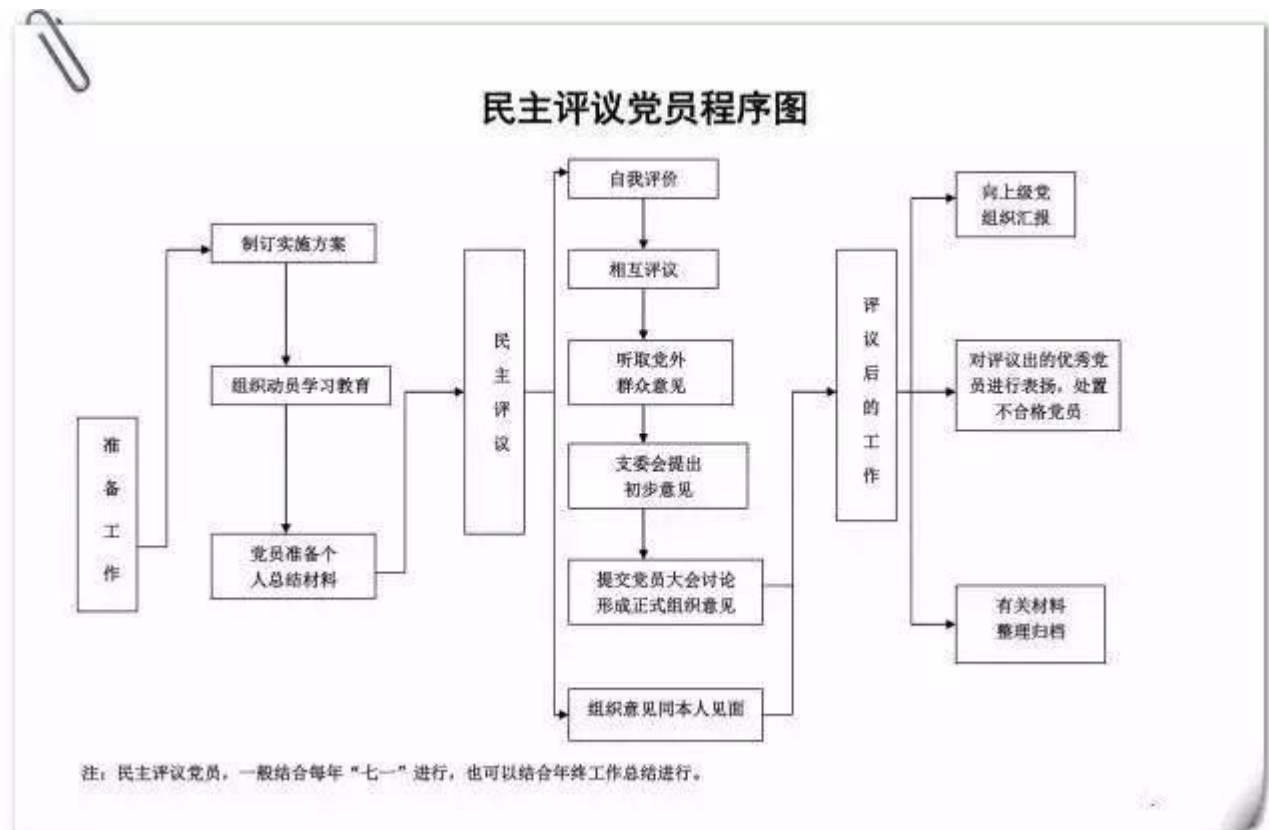 民主评议党员程序图
准备工作
制订实施方案
组织动员学习教育
党员准备个
人总结材料
民主评议
自我评价
相互评议
听取党外
群众意见
支委会提出
初步意见
提交党员大会讨论
形成正式组织意见
组织意见同本人见面
评议后的工作
向上级党
组织汇报
对评议出的优秀党
员进行表扬，处置
不合格党员
有关材料
整理归档
注：民主评议党员，一般结合每年“七一”进行，也可以结合年终工作总结进行。